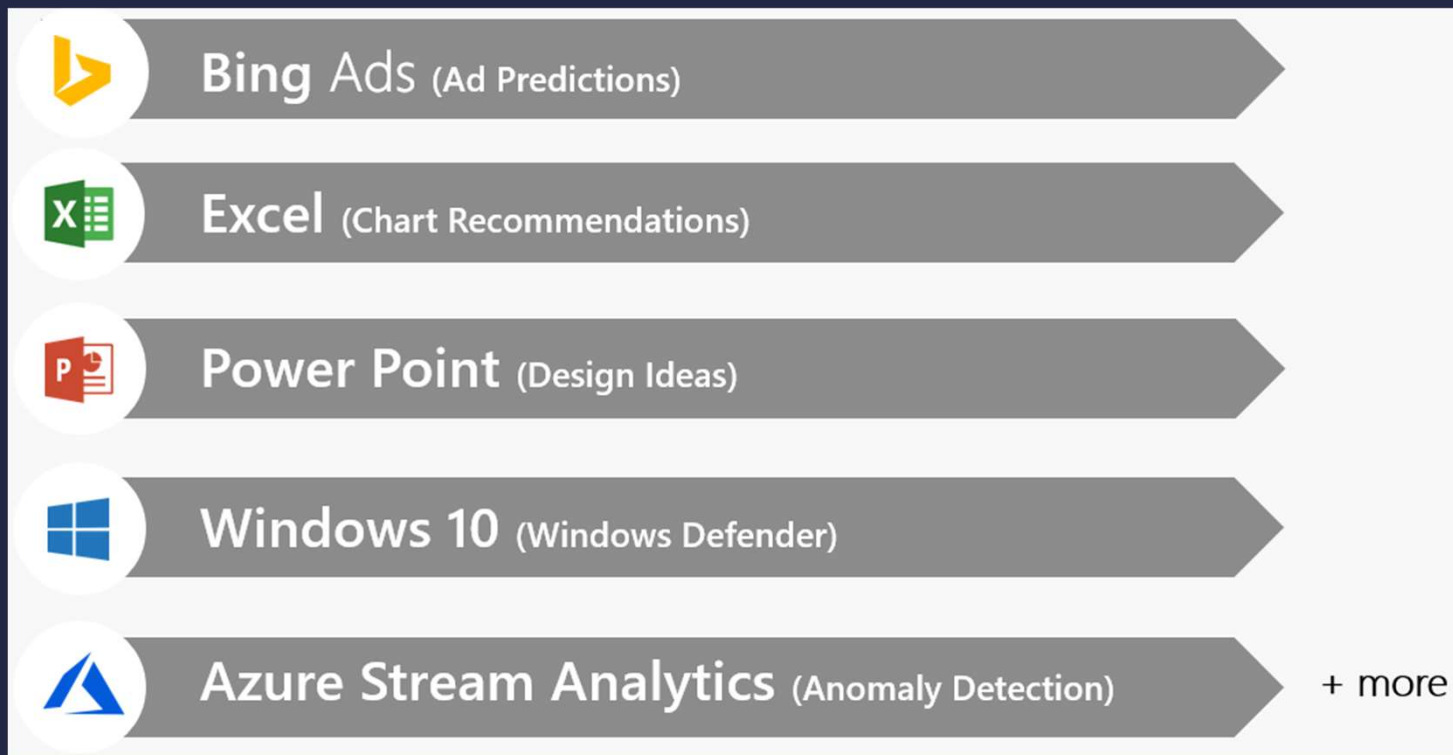 Bing Ads (Ad Predictions)
X Excel (Chart Recommendations)
P Power Point (Design Ideas)
Windows 10 (Windows Defender)
Azure Stream Analytics (Anomaly Detection) + more